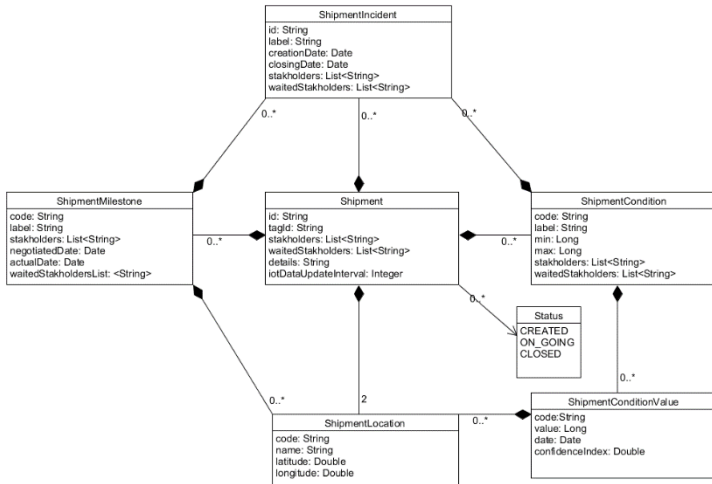 ShipmentIncident
id: String
label: String
creationDate: Date
closingDate: Date
stakholders: List<String>
waitedStakholders: List<String>
0..*
0..*
0..*
ShipmentMilestone
code: String
label: String
stakholders: List<String>
negotiatedDate: Date
actualDate: Date
waitedStakholdersList: <String>
0..*
Shipment
id: String
tagId: String
stakholders: List<String>
waitedStakholders: List<String>
details: String
iotDataUpdateInterval: Integer
0..*
ShipmentCondition
code: String
label: String
min: Long
max: Long
stakholders: List<String>
waitedStakholders: List<String>
0..*
Status
CREATED
ON_GOING
CLOSED
0..*
0..*
2
0..*
ShipmentLocation
code: String
name: String
latitude: Double
longitude: Double
ShipmentConditionValue
code:String
value: Long
date: Date
confidenceIndex: Double